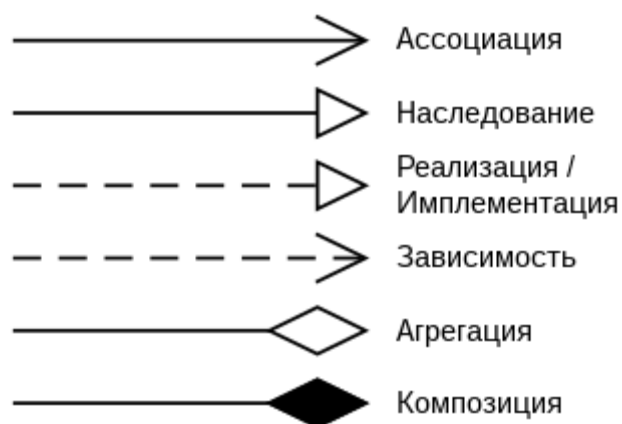 Ассоциация
Наследование
Реализация /
Имплементация
Зависимость
Агрегация
Композиция